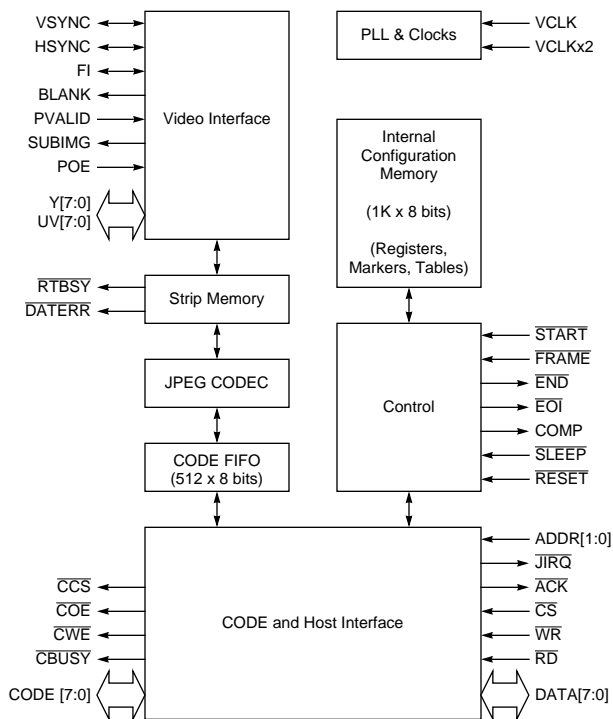 VSYNC
HSYNC
FI
BLANK
PVALID
SUBIMG
POE
Y[7:0]
UV[7:0]
Video Interface
PLL & Clocks
VCLK
VCLKx2
Internal
Configuration
Memory
(1K x 8 bits)
(Registers,
Markers, Tables)
RTBSY
DATERR
Strip Memory
JPEG CODEC
CODE FIFO
(512 x 8 bits)
Control
START
FRAME
END
EOI
COMP
SLEEP
RESET
CCS
COE
CWE
CBUSY
CODE [7:0]
CODE and Host Interface
ADDR[1:0]
JIRQ
ACK
CS
WR
RD
DATA[7:0]